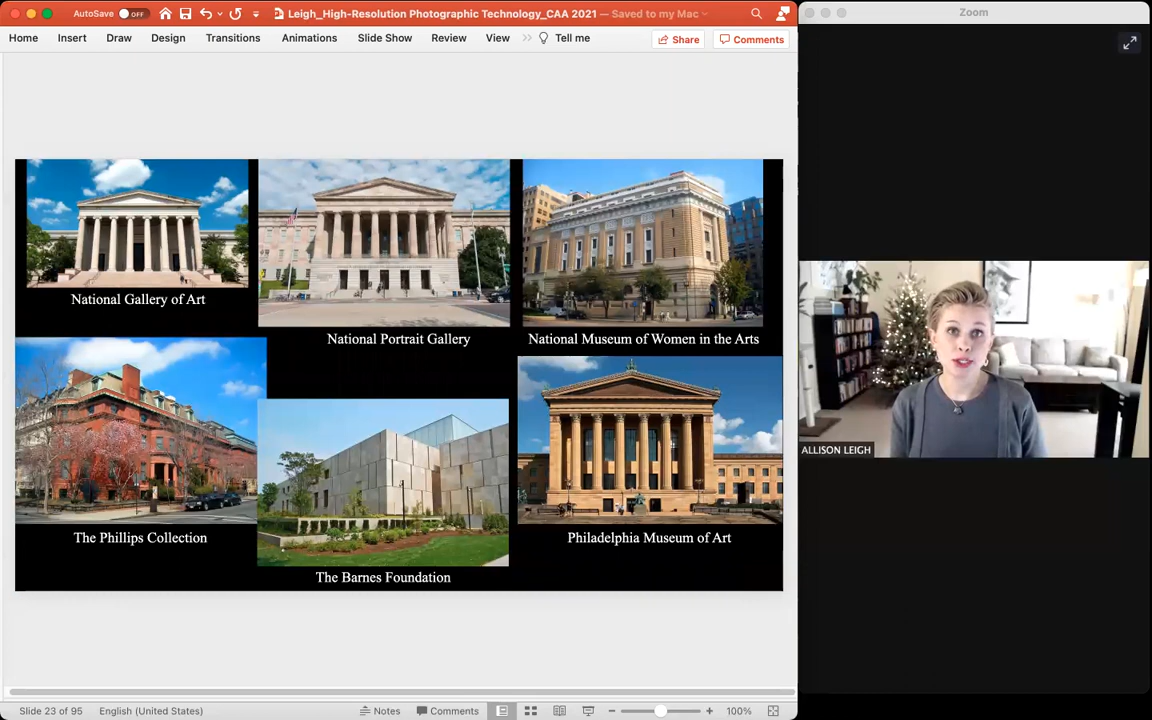 AutoSave OFF
Leigh_High-Resolution Photographic Technology_CAA 2021 — Saved to my Mac
Zoom
Home Insert Draw Design Transitions Animations Slide Show Review View Tell me Share Comments
National Gallery of Art
National Portrait Gallery
National Museum of Women in the Arts
The Phillips Collection
The Barnes Foundation
Philadelphia Museum of Art
ALLISON LEIGH
Slide 23 of 95 English (United States) Notes Comments 100%